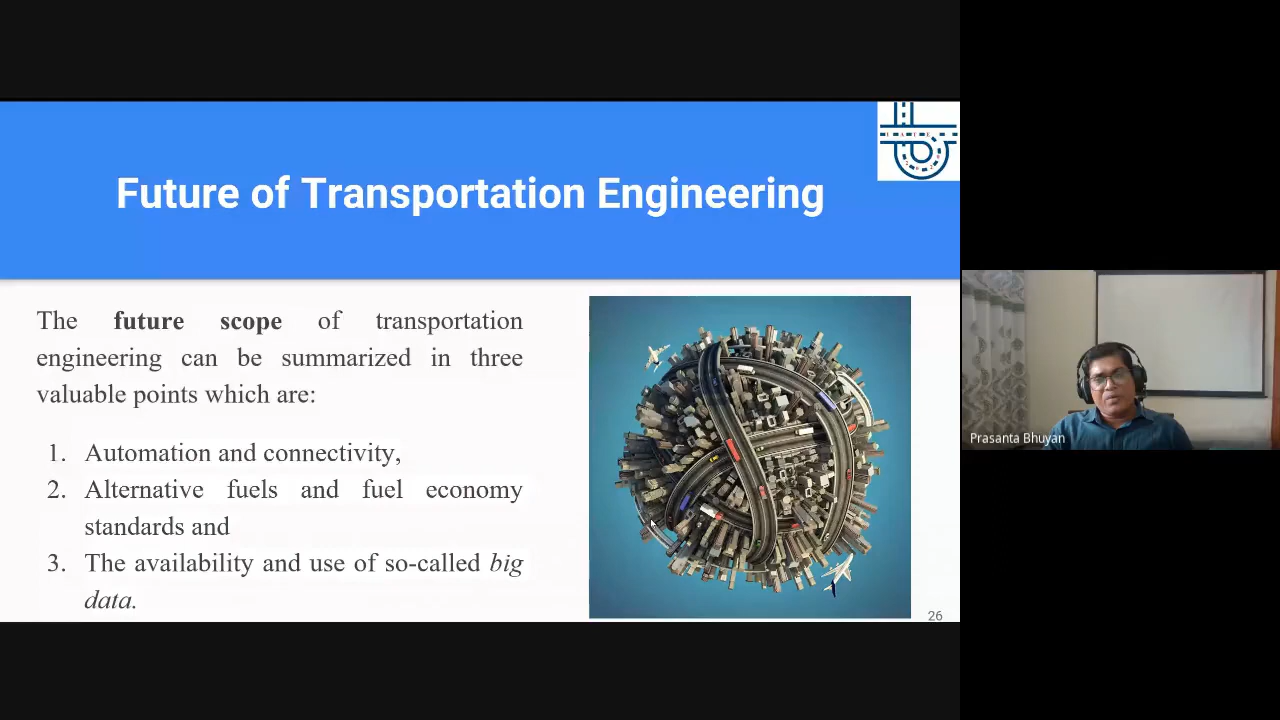 Future of Transportation Engineering
The future scope of transportation
engineering can be summarized in three
valuable points which are:
1. Automation and connectivity,
2. Alternative fuels and fuel economy
standards and
3. The availability and use of so-called big
data.
26
Prasanta Bhuyan